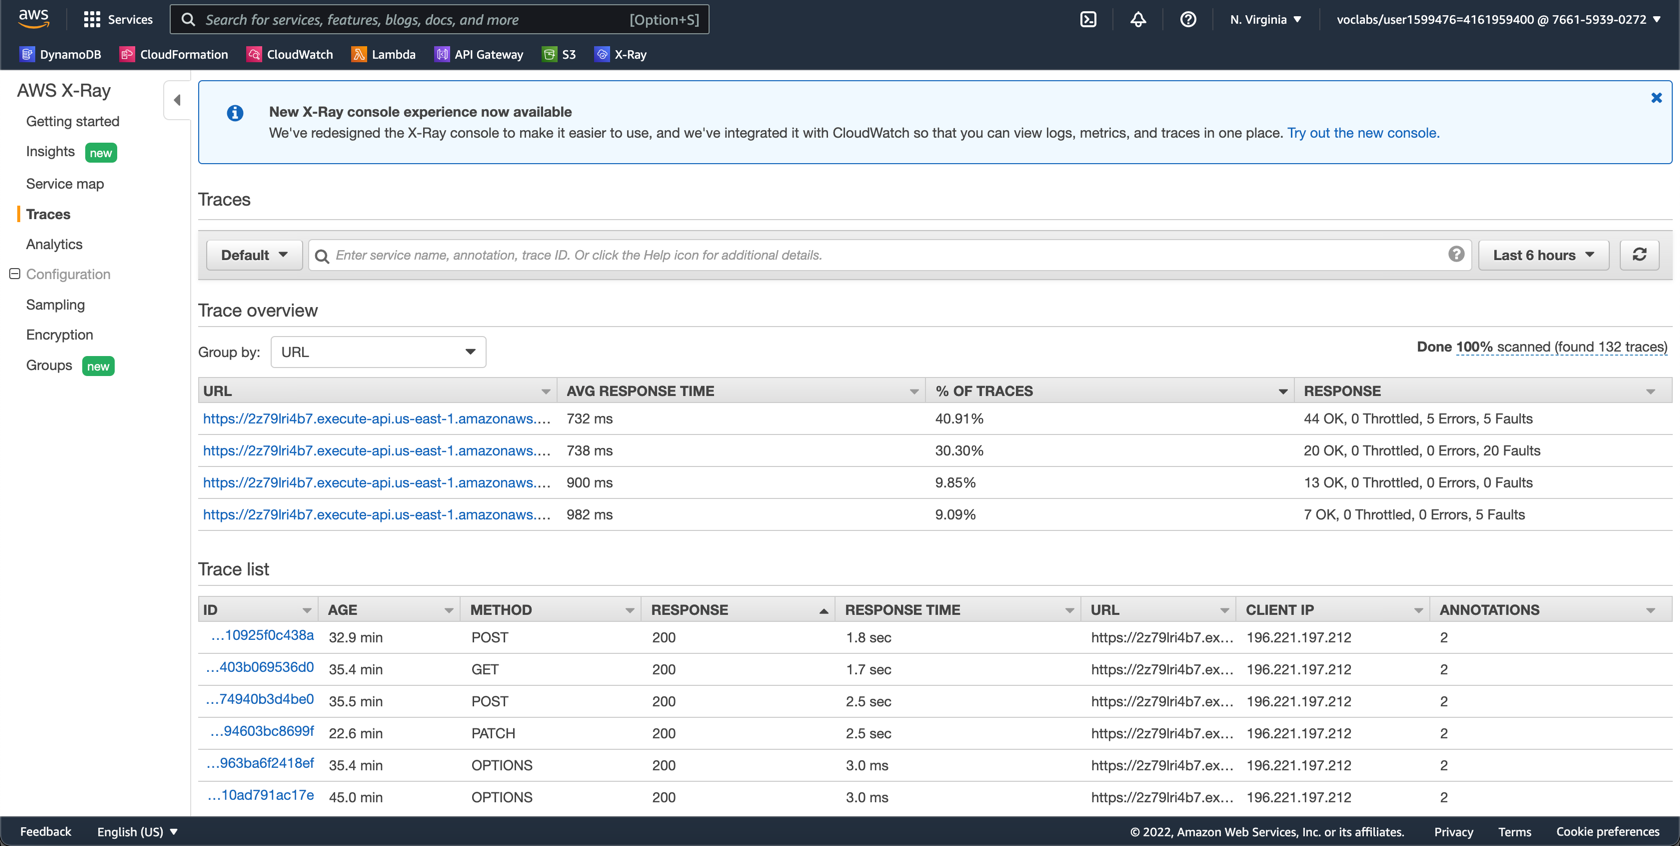 aws Services Search for services, features, blogs, docs, and more [Option+S] N. Virginia ▼ voclabs/user1599476=4161959400 @ 7661-5939-0272 ▼
DynamoDB CloudFormation CloudWatch Lambda API Gateway S3 X-Ray
AWS X-Ray
Getting started
Insights new
Service map
Traces
Analytics
Configuration
Sampling
Encryption
Groups new
New X-Ray console experience now available
We've redesigned the X-Ray console to make it easier to use, and we've integrated it with CloudWatch so that you can view logs, metrics, and traces in one place. Try out the new console.
Traces
Default Enter service name, annotation, trace ID. Or click the Help icon for additional details. Last 6 hours
Trace overview
Group by: URL Done 100% scanned (found 132 traces)
URL AVG RESPONSE TIME % OF TRACES RESPONSE
https://2z79lri4b7.execute-api.us-east-1.amazonaws.... 732 ms 40.91% 44 OK, 0 Throttled, 5 Errors, 5 Faults
https://2z79lri4b7.execute-api.us-east-1.amazonaws.... 738 ms 30.30% 20 OK, 0 Throttled, 0 Errors, 20 Faults
https://2z79lri4b7.execute-api.us-east-1.amazonaws.... 900 ms 9.85% 13 OK, 0 Throttled, 0 Errors, 0 Faults
https://2z79lri4b7.execute-api.us-east-1.amazonaws.... 982 ms 9.09% 7 OK, 0 Throttled, 0 Errors, 5 Faults
Trace list
ID AGE METHOD RESPONSE RESPONSE TIME URL CLIENT IP ANNOTATIONS
...10925f0c438a 32.9 min POST 200 1.8 sec https://2z79lri4b7.ex... 196.221.197.212 2
...403b069536d0 35.4 min GET 200 1.7 sec https://2z79lri4b7.ex... 196.221.197.212 2
...74940b3d4be0 35.5 min POST 200 2.5 sec https://2z79lri4b7.ex... 196.221.197.212 2
...94603bc8699f 22.6 min PATCH 200 2.5 sec https://2z79lri4b7.ex... 196.221.197.212 2
...963ba6f2418ef 35.4 min OPTIONS 200 3.0 ms https://2z79lri4b7.ex... 196.221.197.212 2
...10ad791ac17e 45.0 min OPTIONS 200 3.0 ms https://2z79lri4b7.ex... 196.221.197.212 2
Feedback English (US) ▼ © 2022, Amazon Web Services, Inc. or its affiliates. Privacy Terms Cookie preferences